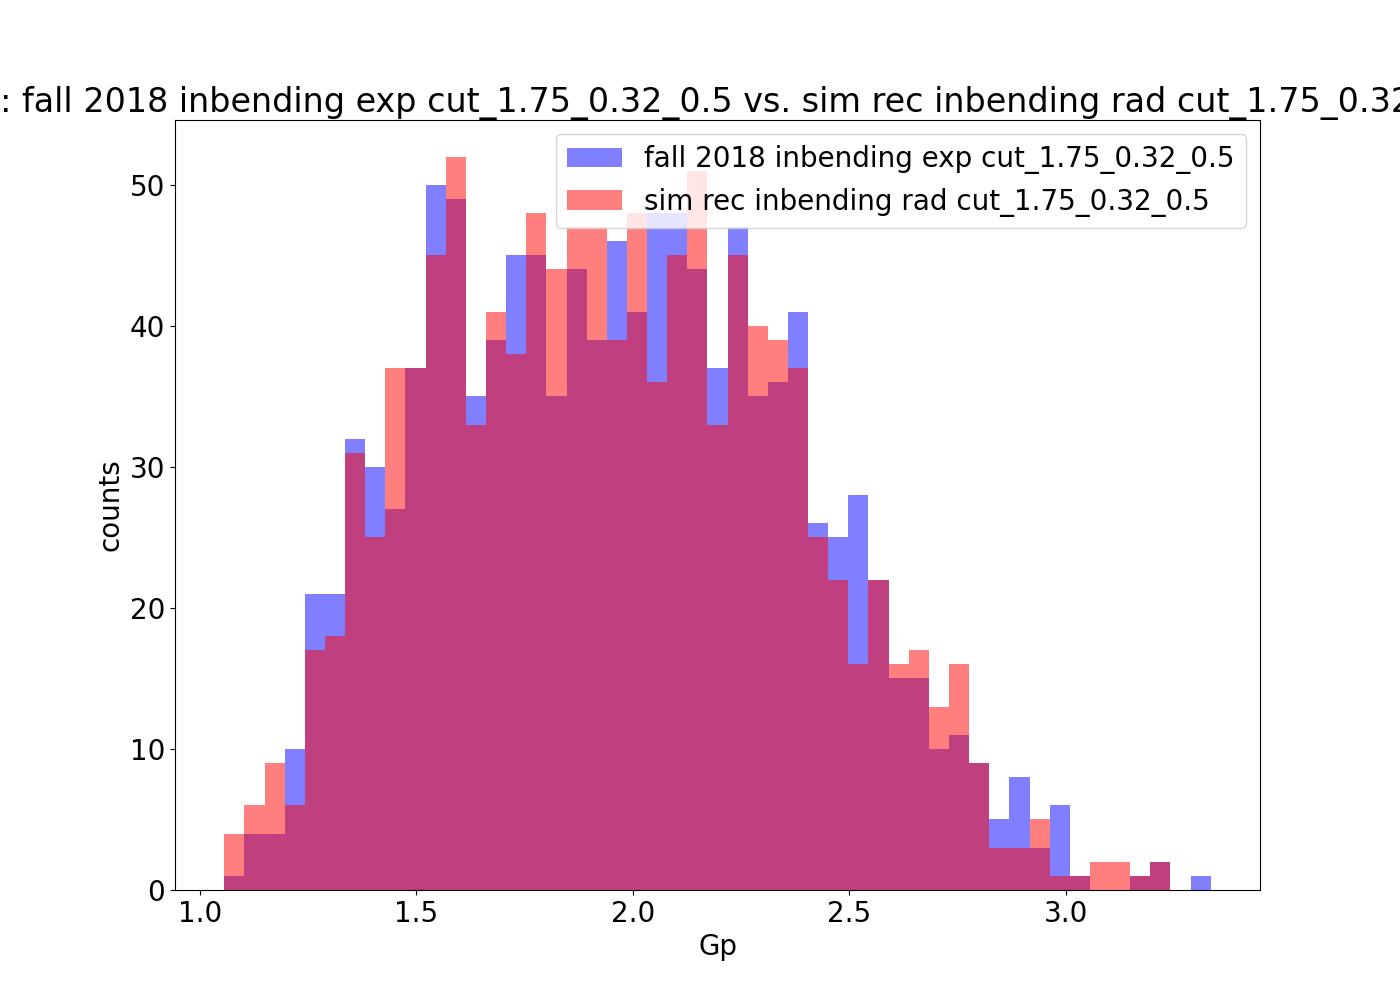 : fall 2018 inbending exp cut_1.75_0.32_0.5 vs. sim rec inbending rad cut_1.75_0.32
fall 2018 inbending exp cut_1.75_0.32_0.5
sim rec inbending rad cut_1.75_0.32_0.5
50
40
30
20
10
0
counts
1.0 1.5 2.0 2.5 3.0
Gp